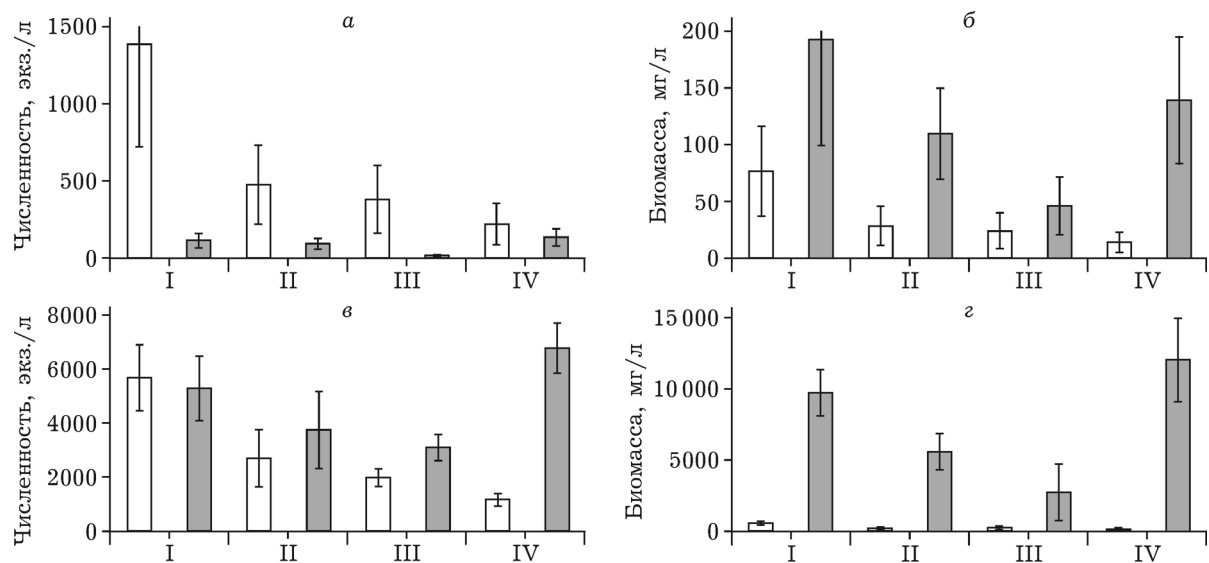 а
Численность, экз./л
1500
1000
500
0
I II III IV
б
Биомасса, мг/л
200
150
100
50
0
I II III IV
в
Численность, экз./л
8000
6000
4000
2000
0
I II III IV
г
Биомасса, мг/л
15 000
10 000
5000
0
I II III IV